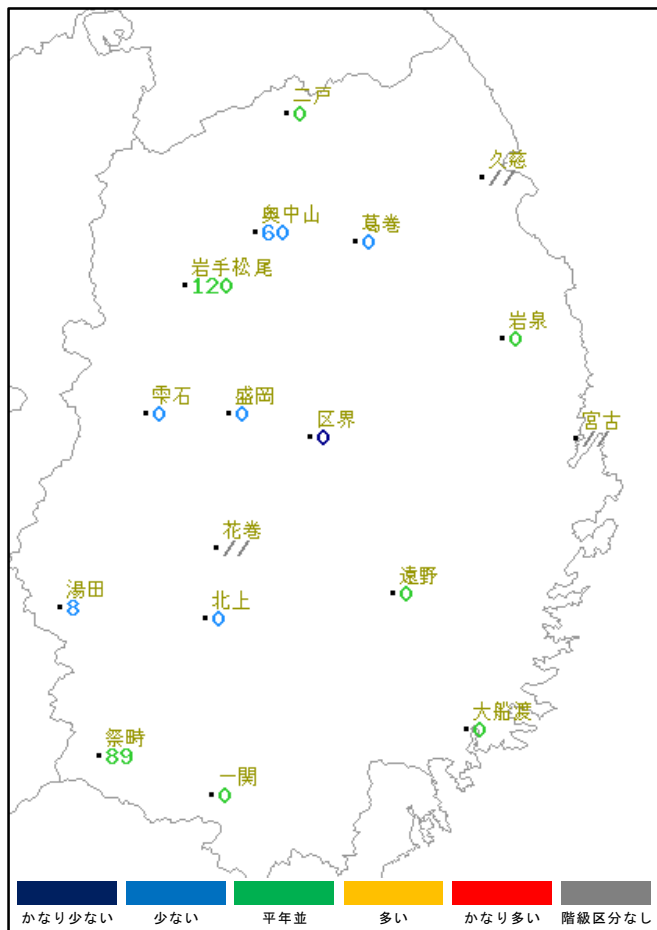 二戸
0
久慈
//
奥中山
60
葛巻
0
岩手松尾
120
岩泉
0
雫石
0
盛岡
0
区界
0
宮古
//
花巻
//
湯田
8
北上
0
遠野
0
大船渡
0
祭畤
89
一関
0
かなり少ない 少ない 平年並 多い かなり多い 階級区分なし